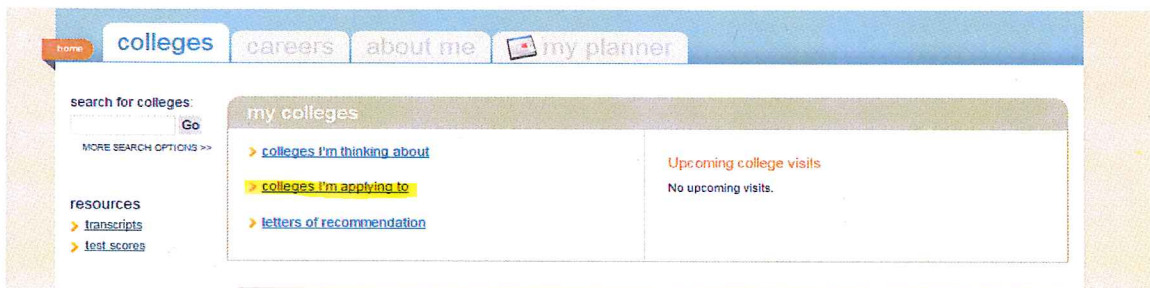 home
colleges
careers
about me
my planner
search for colleges:
Go
MORE SEARCH OPTIONS >>
resources
> transcripts
> test scores
my colleges
> colleges I'm thinking about
> colleges I'm applying to
> letters of recommendation
Upcoming college visits
No upcoming visits.